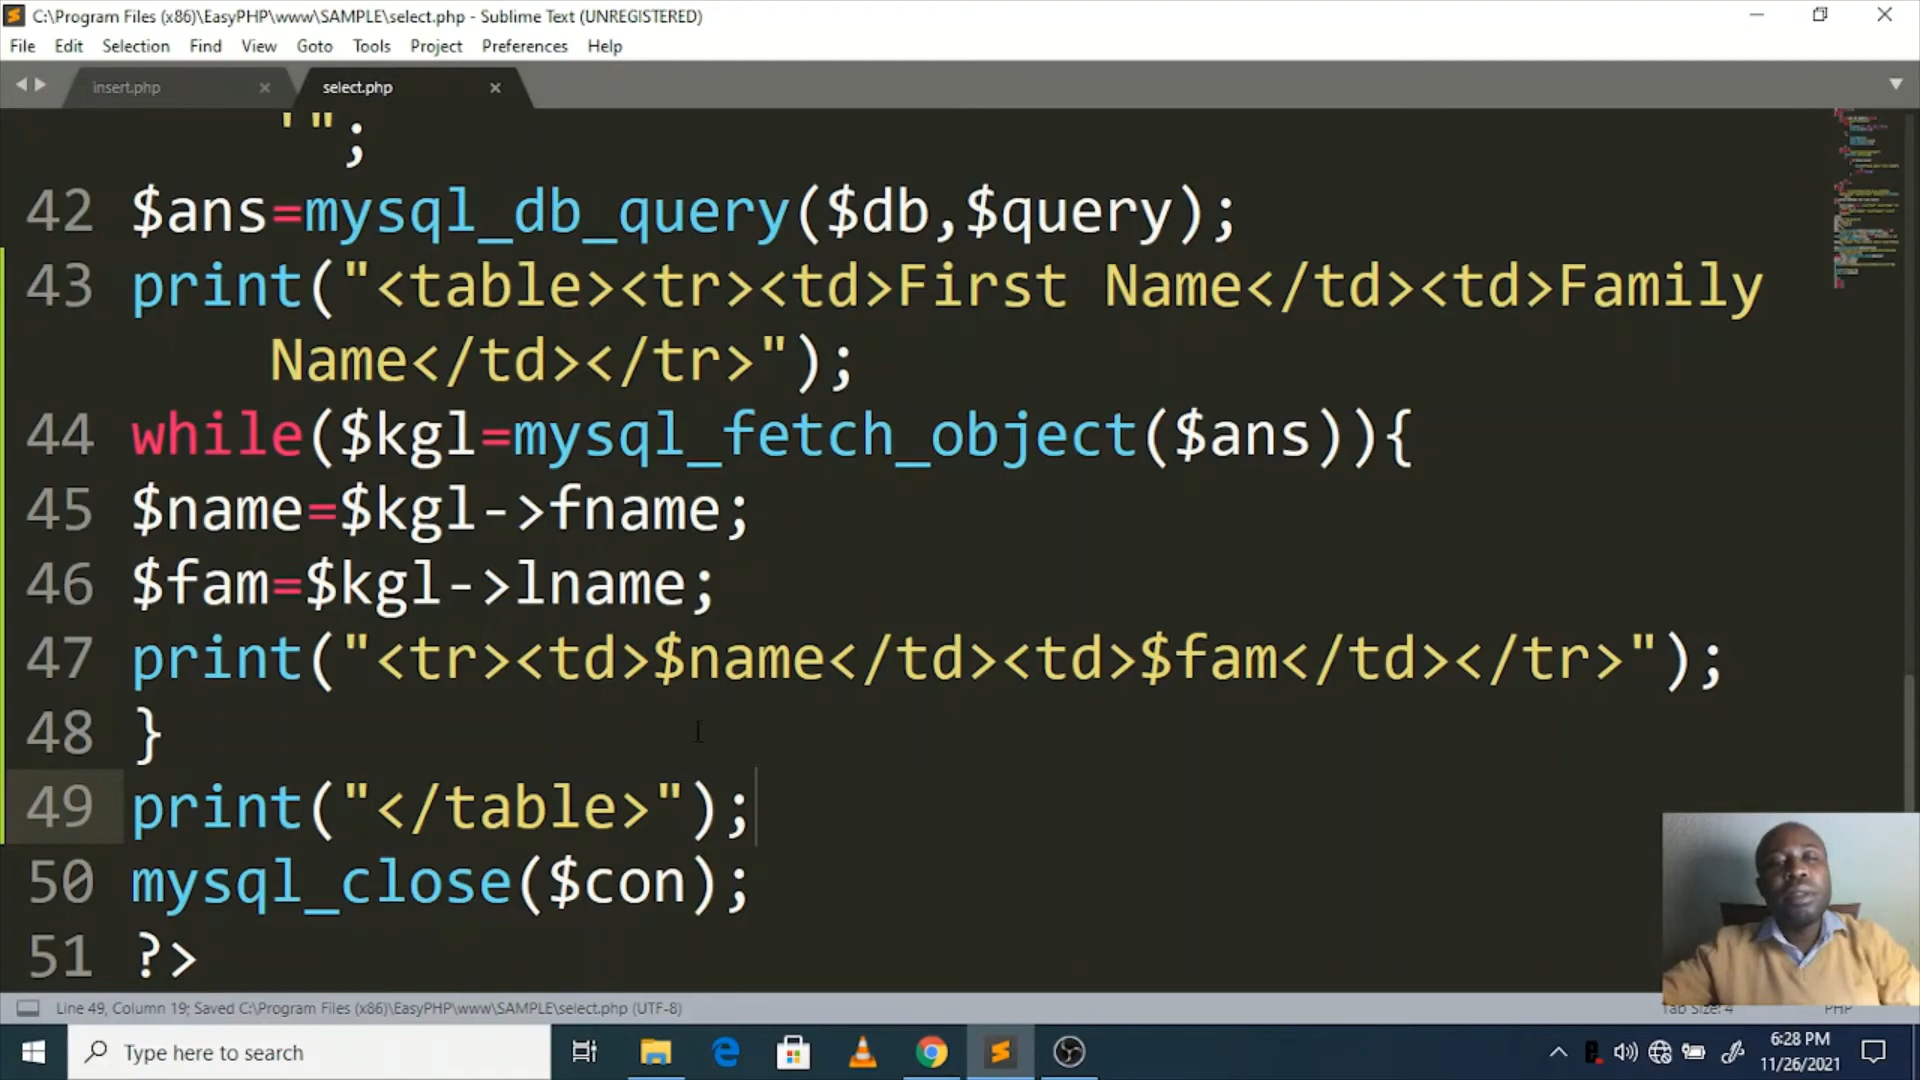 C:\Program Files (x86)\EasyPHP\www\SAMPLE\select.php - Sublime Text (UNREGISTERED)
File Edit Selection Find View Goto Tools Project Preferences Help
insert.php select.php
'";
42 $ans=mysql_db_query($db,$query);
43 print("<table><tr><td>First Name</td><td>Family
Name</td></tr>");
44 while($kgl=mysql_fetch_object($ans)){
45 $name=$kgl->fname;
46 $fam=$kgl->lname;
47 print("<tr><td>$name</td><td>$fam</td></tr>");
48 }
49 print("</table>");
50 mysql_close($con);
51 ?>
Line 49, Column 19; Saved C:\Program Files (x86)\EasyPHP\www\SAMPLE\select.php (UTF-8)
Tab Size: 4 PHP
Type here to search
6:28 PM
11/26/2021